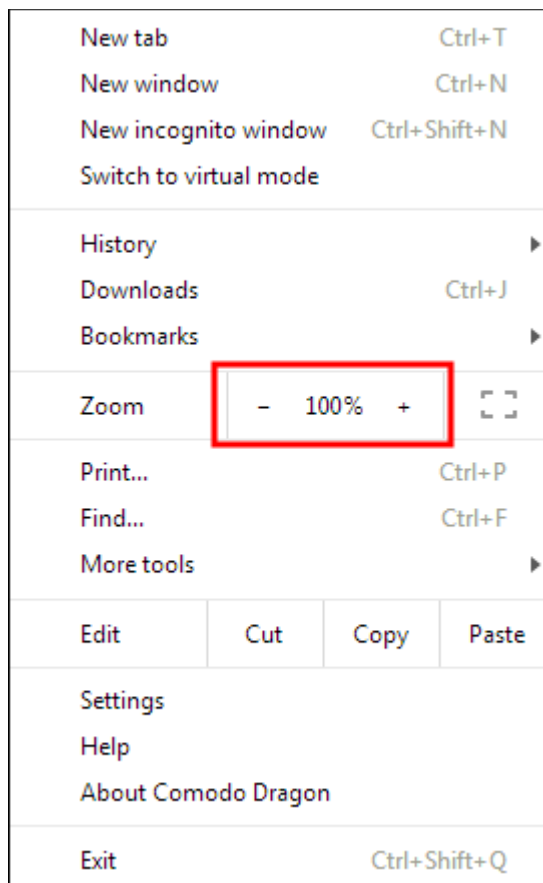 New tab Ctrl+T
New window Ctrl+N
New incognito window Ctrl+Shift+N
Switch to virtual mode
History
Downloads Ctrl+J
Bookmarks
Zoom - 100% +
Print... Ctrl+P
Find... Ctrl+F
More tools
Edit Cut Copy Paste
Settings
Help
About Comodo Dragon
Exit Ctrl+Shift+Q